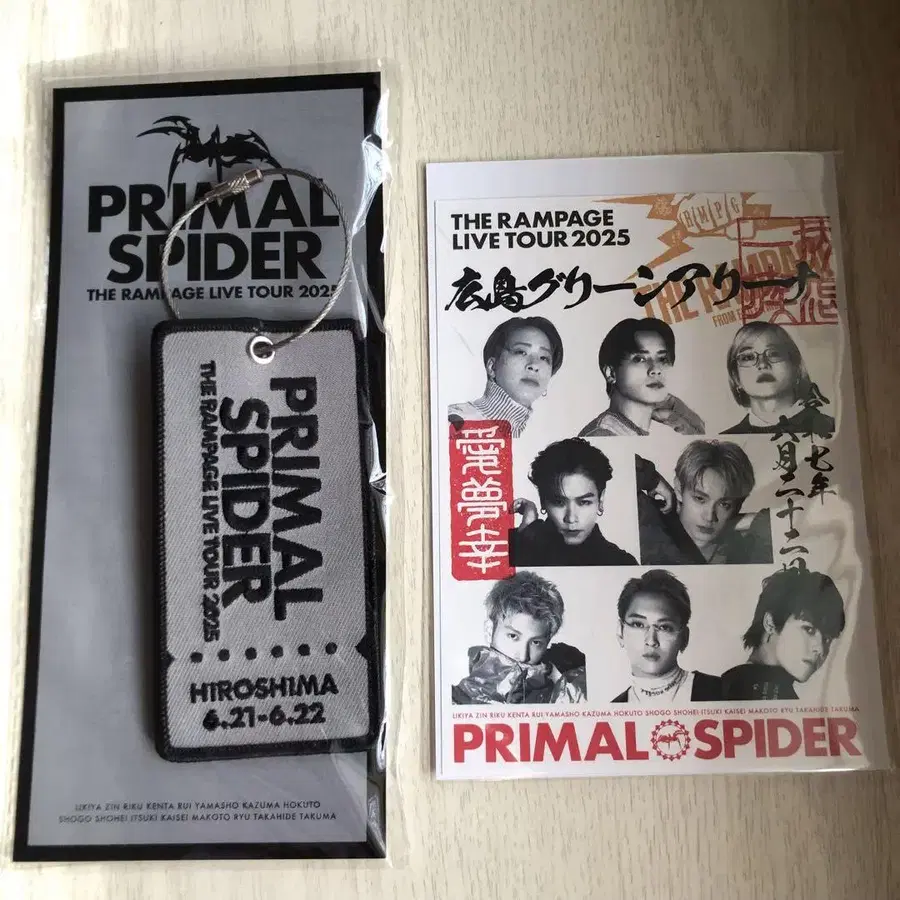 PRIMAL
SPIDER
THE RAMPAGE LIVE TOUR 2025
PRIMAL
SPIDER
THE RAMPAGE LIVE TOUR 2025
HIROSHIMA
6.21-6.22
LIKIYA ZIN RIKU KENTA RUI YAMASHO KAZUMA HOKUTO
SHOGO SHOHEI ITSUKI KAISEI MAKOTO RYU TAKAHIDE TAKUMA
THE RAMPAGE
LIVE TOUR 2025
RMPG
THE RAMPAGE
FROM
広島グリーンアリーナ
令和七年
六月二十二日
LIKIYA ZIN RIKU KENTA RUI YAMASHO KAZUMA HOKUTO SHOGO SHOHEI ITSUKI KAISEI MAKOTO RYU TAKAHIDE TAKUMA
PRIMAL SPIDER